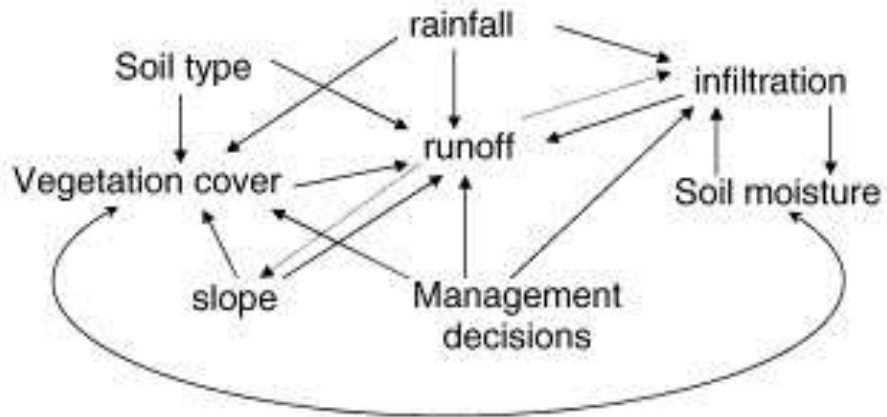 rainfall
Soil type
infiltration
runoff
Vegetation cover
Soil moisture
slope
Management
decisions